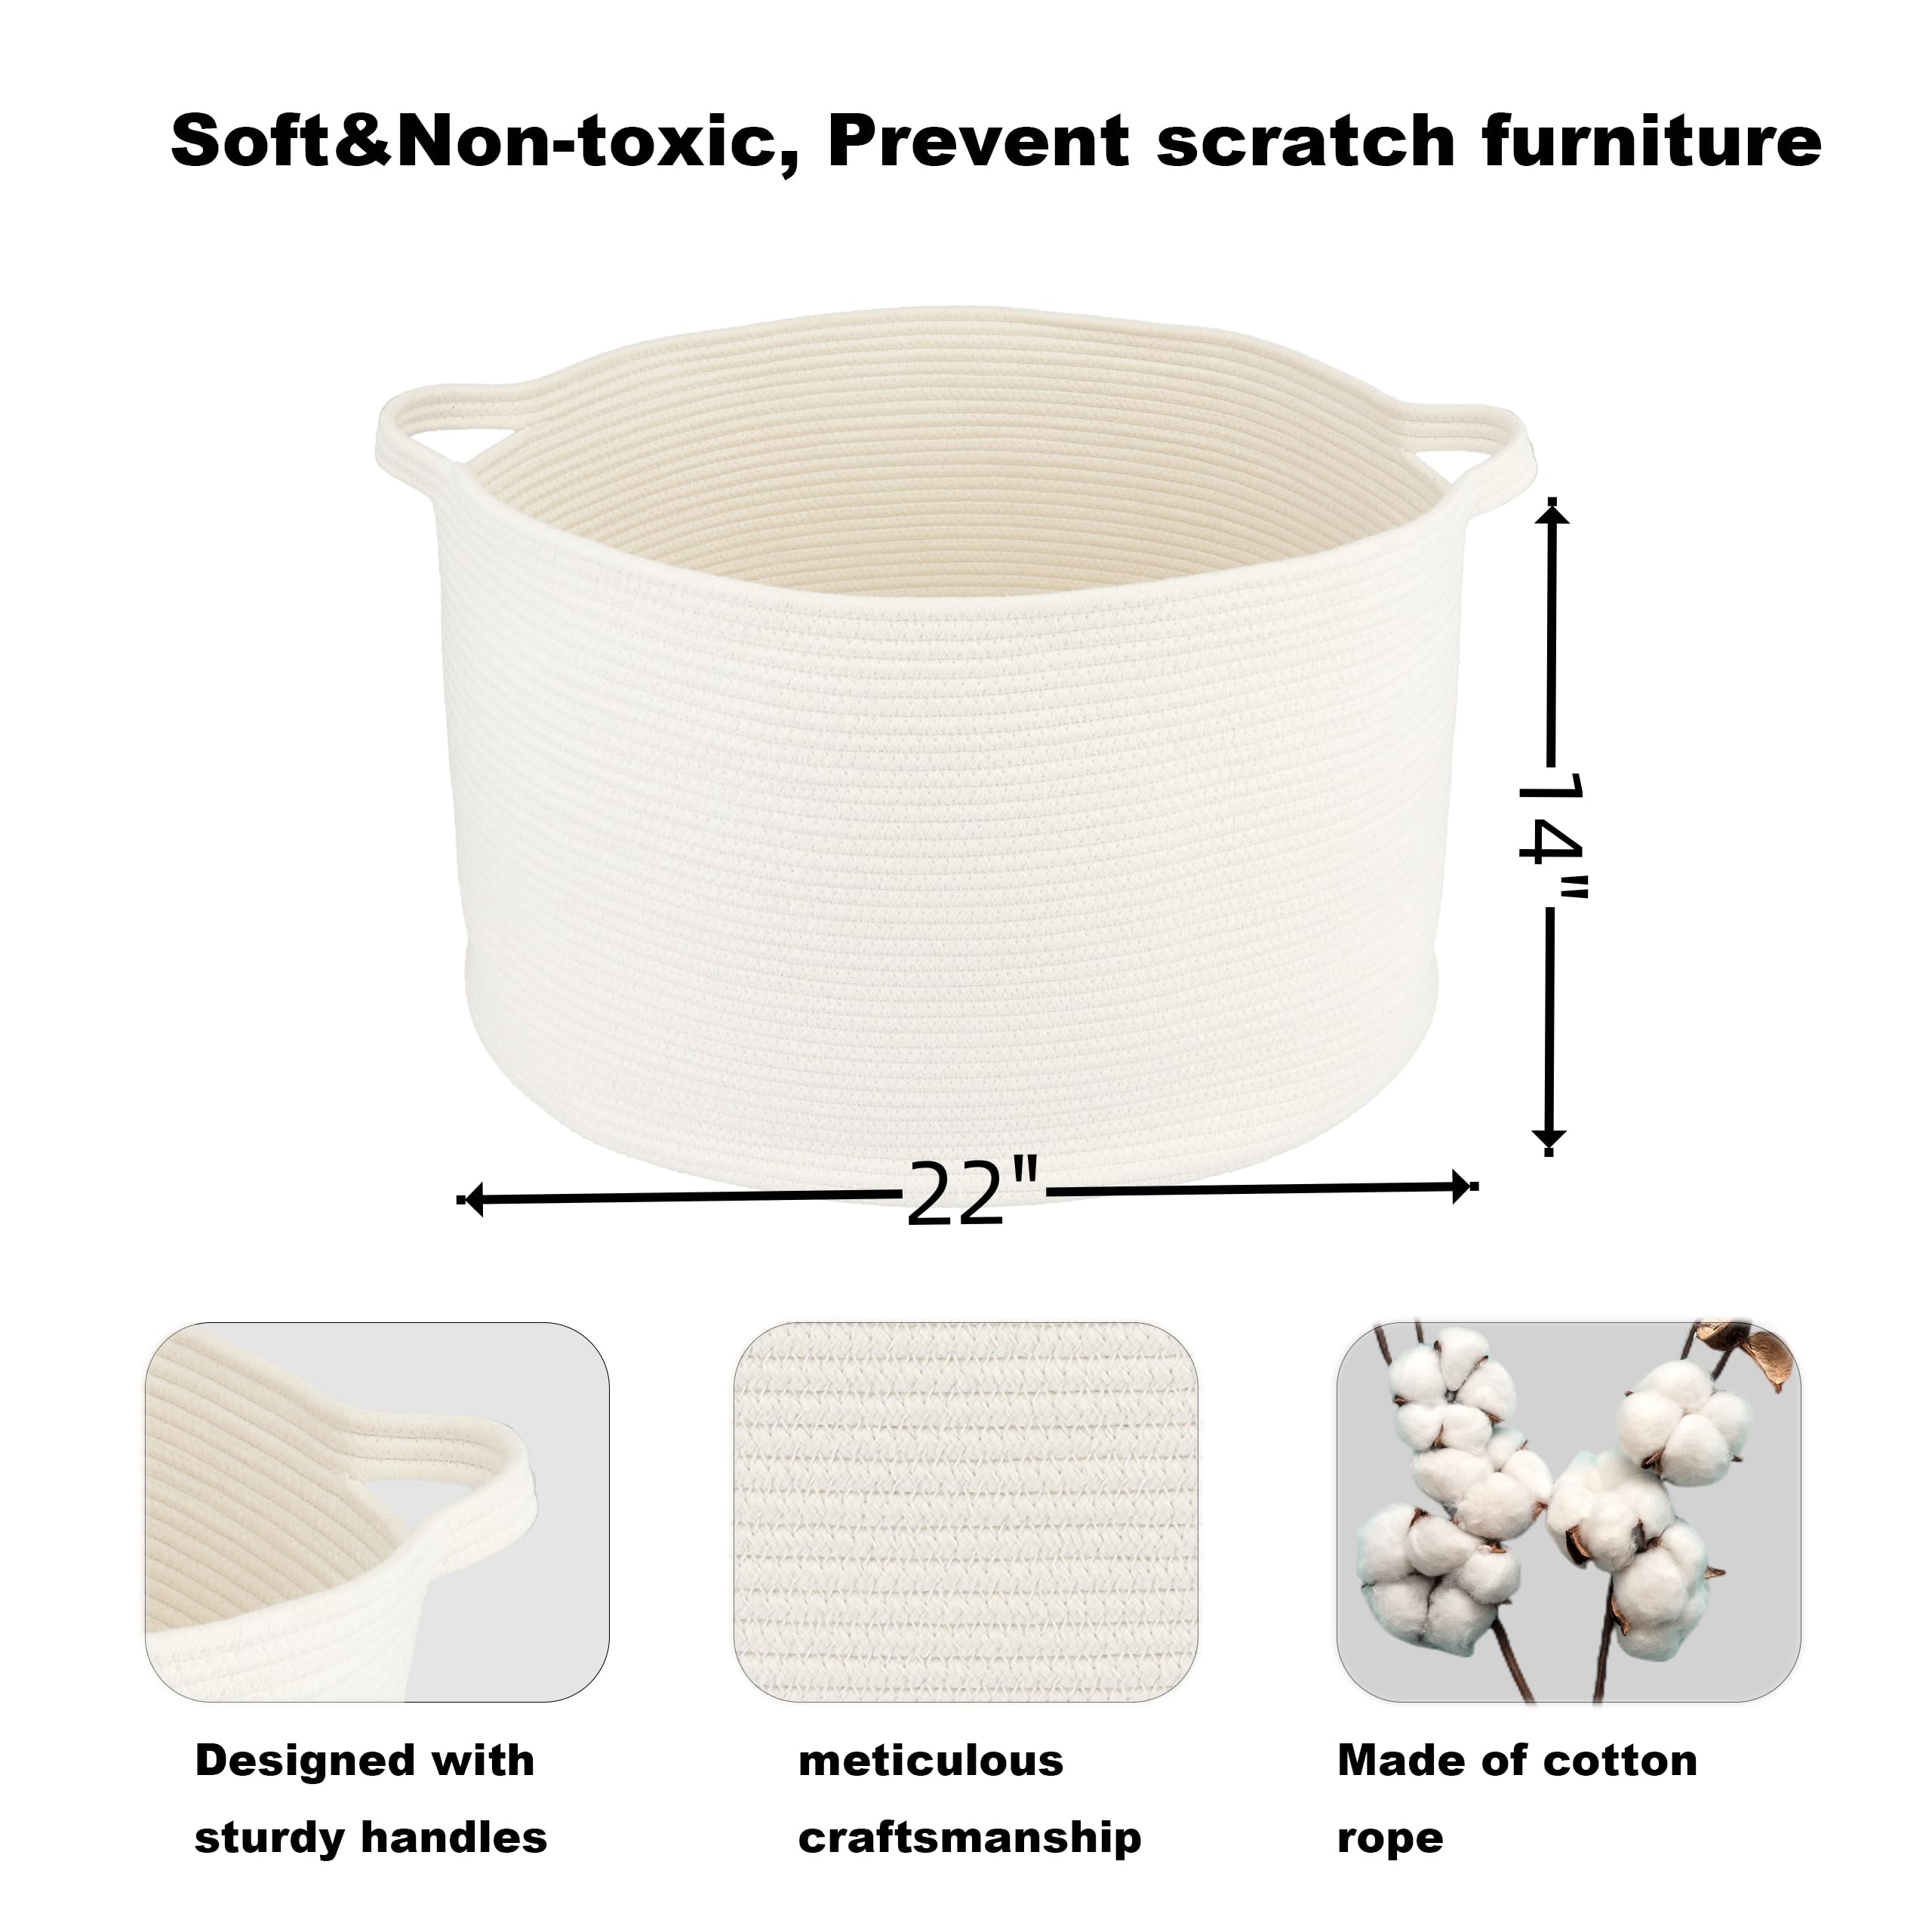 Soft&Non-toxic, Prevent scratch furniture
14"
22"
Designed with
sturdy handles
meticulous
craftsmanship
Made of cotton
rope